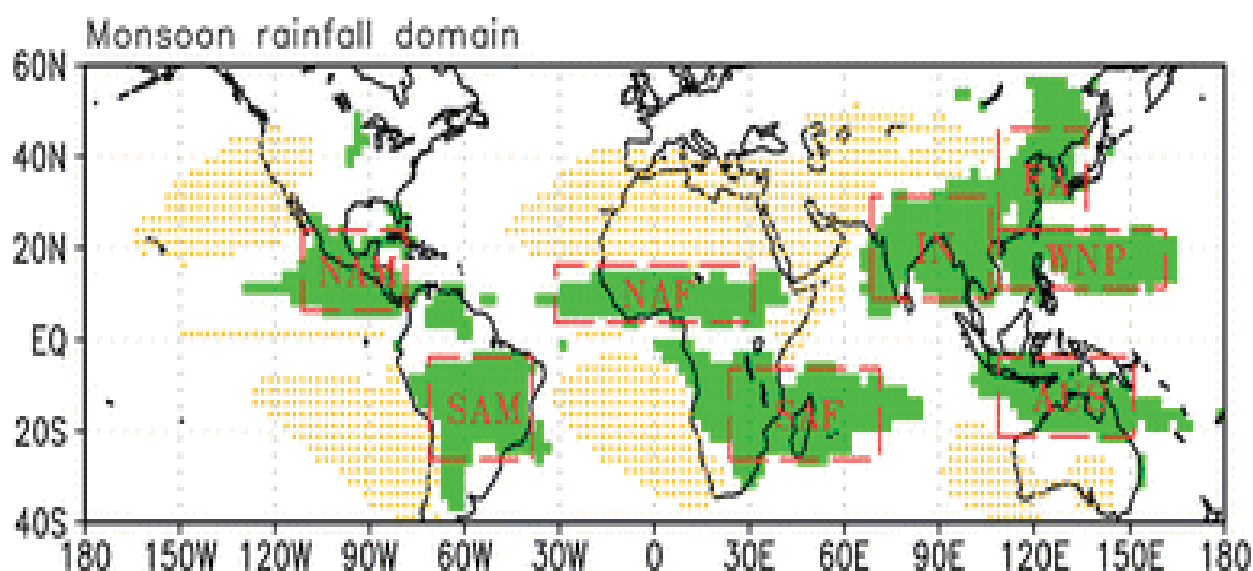 Monsoon rainfall domain
60N
40N
20N
EQ
20S
40S
NAM
NAF
IN
EA
WNP
SAM
SAF
AUS
180 150W 120W 90W 60W 30W 0 30E 60E 90E 120E 150E 180